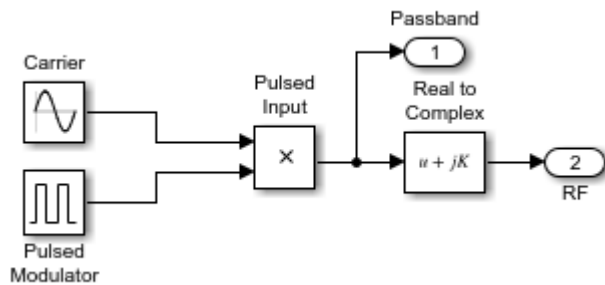 Passband
1
Carrier
Pulsed
Input
×
Real to
Complex
u + jK
2
RF
Pulsed
Modulator